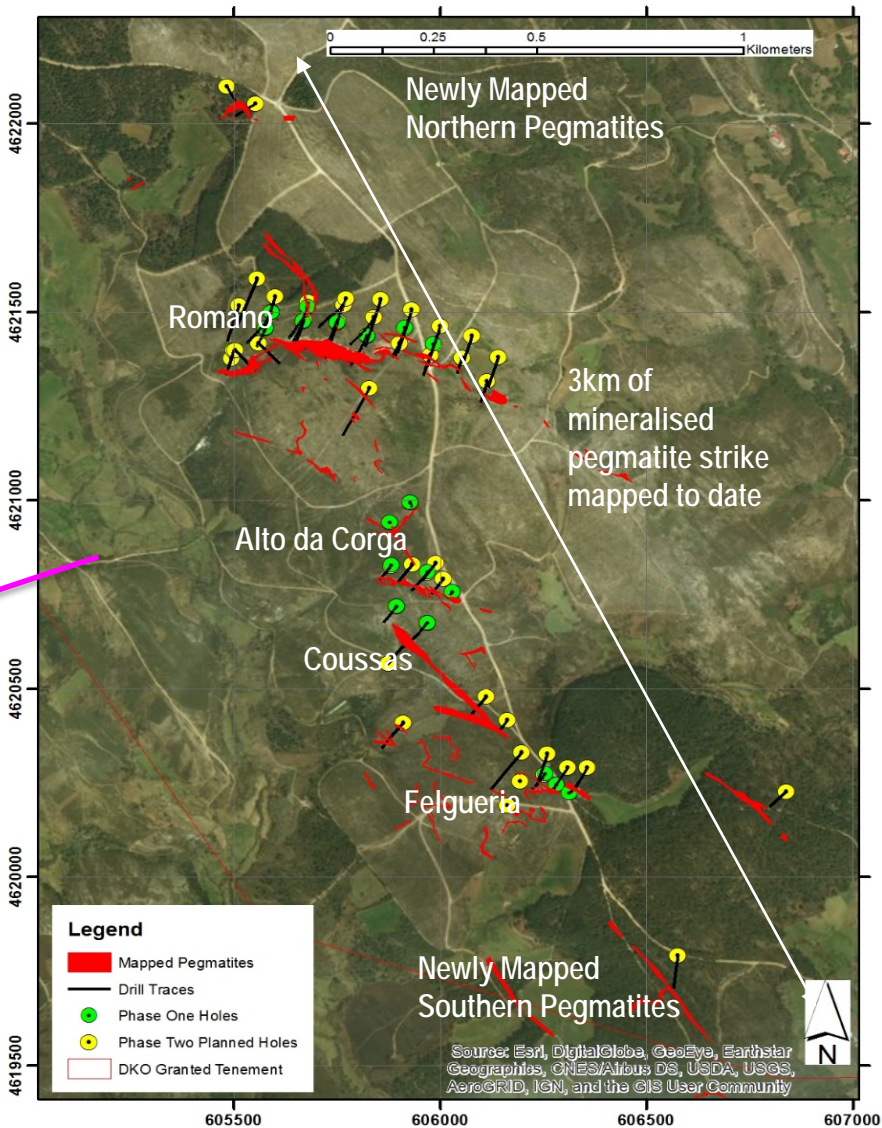 0 0.25 0.5 1
Kilometers
Newly Mapped
Northern Pegmatites
4622000
4621500
Romano
3km of
mineralised
pegmatite strike
mapped to date
4621000
Alto da Corga
4620500
Coussas
Felgueria
4620000
Legend
Mapped Pegmatites
Drill Traces
Phase One Holes
Phase Two Planned Holes
DKO Granted Tenement
Newly Mapped
Southern Pegmatites
N
Source: Esri, DigitalGlobe, GeoEye, Earthstar
Geographics, CNES/Airbus DS, USDA, USGS,
AeroGRID, IGN, and the GIS User Community
4619500
605500 606000 606500 607000